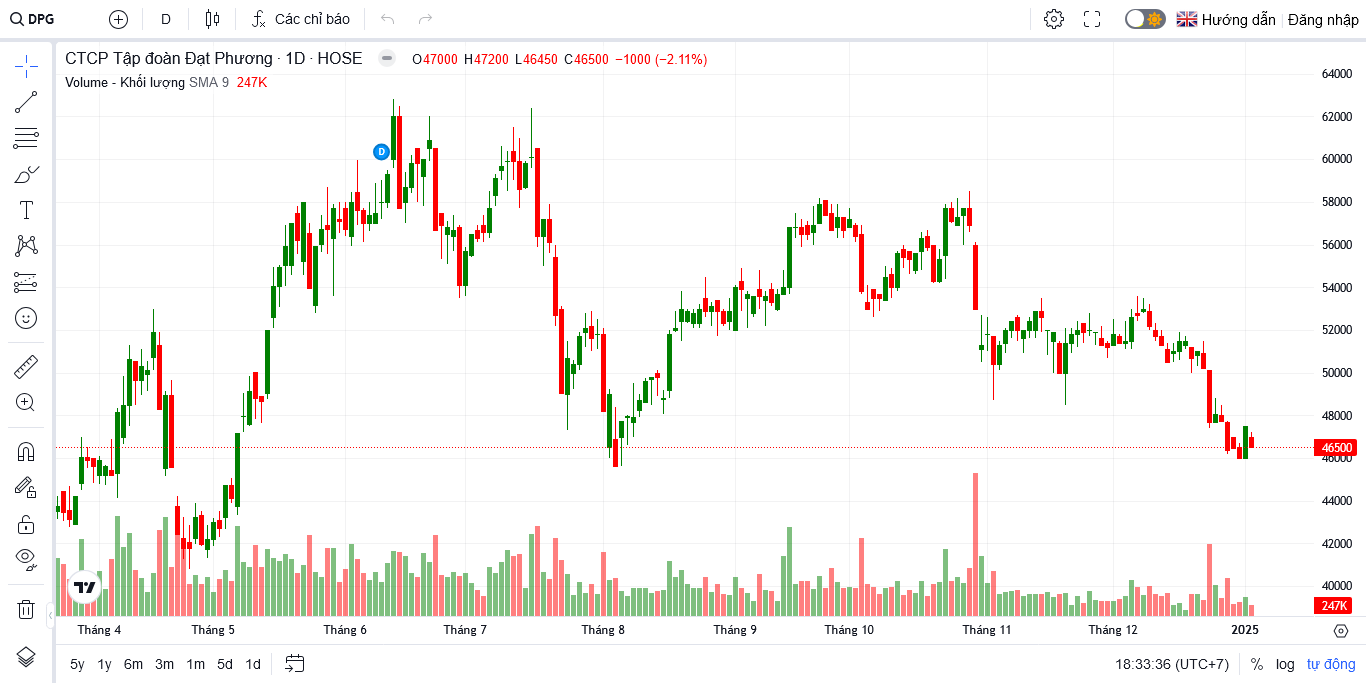 DPG D Các chỉ báo Hướng dẫn Đăng nhập
CTCP Tập đoàn Đạt Phương · 1D · HOSE O47000 H47200 L46450 C46500 −1000 (−2.11%)
Volume - Khối lượng SMA 9 247K
64000
62000
60000
58000
56000
54000
52000
50000
48000
46500
46000
44000
42000
40000
247K
D
Tháng 4 Tháng 5 Tháng 6 Tháng 7 Tháng 8 Tháng 9 Tháng 10 Tháng 11 Tháng 12 2025
5y 1y 6m 3m 1m 5d 1d 18:33:36 (UTC+7) % log tự động